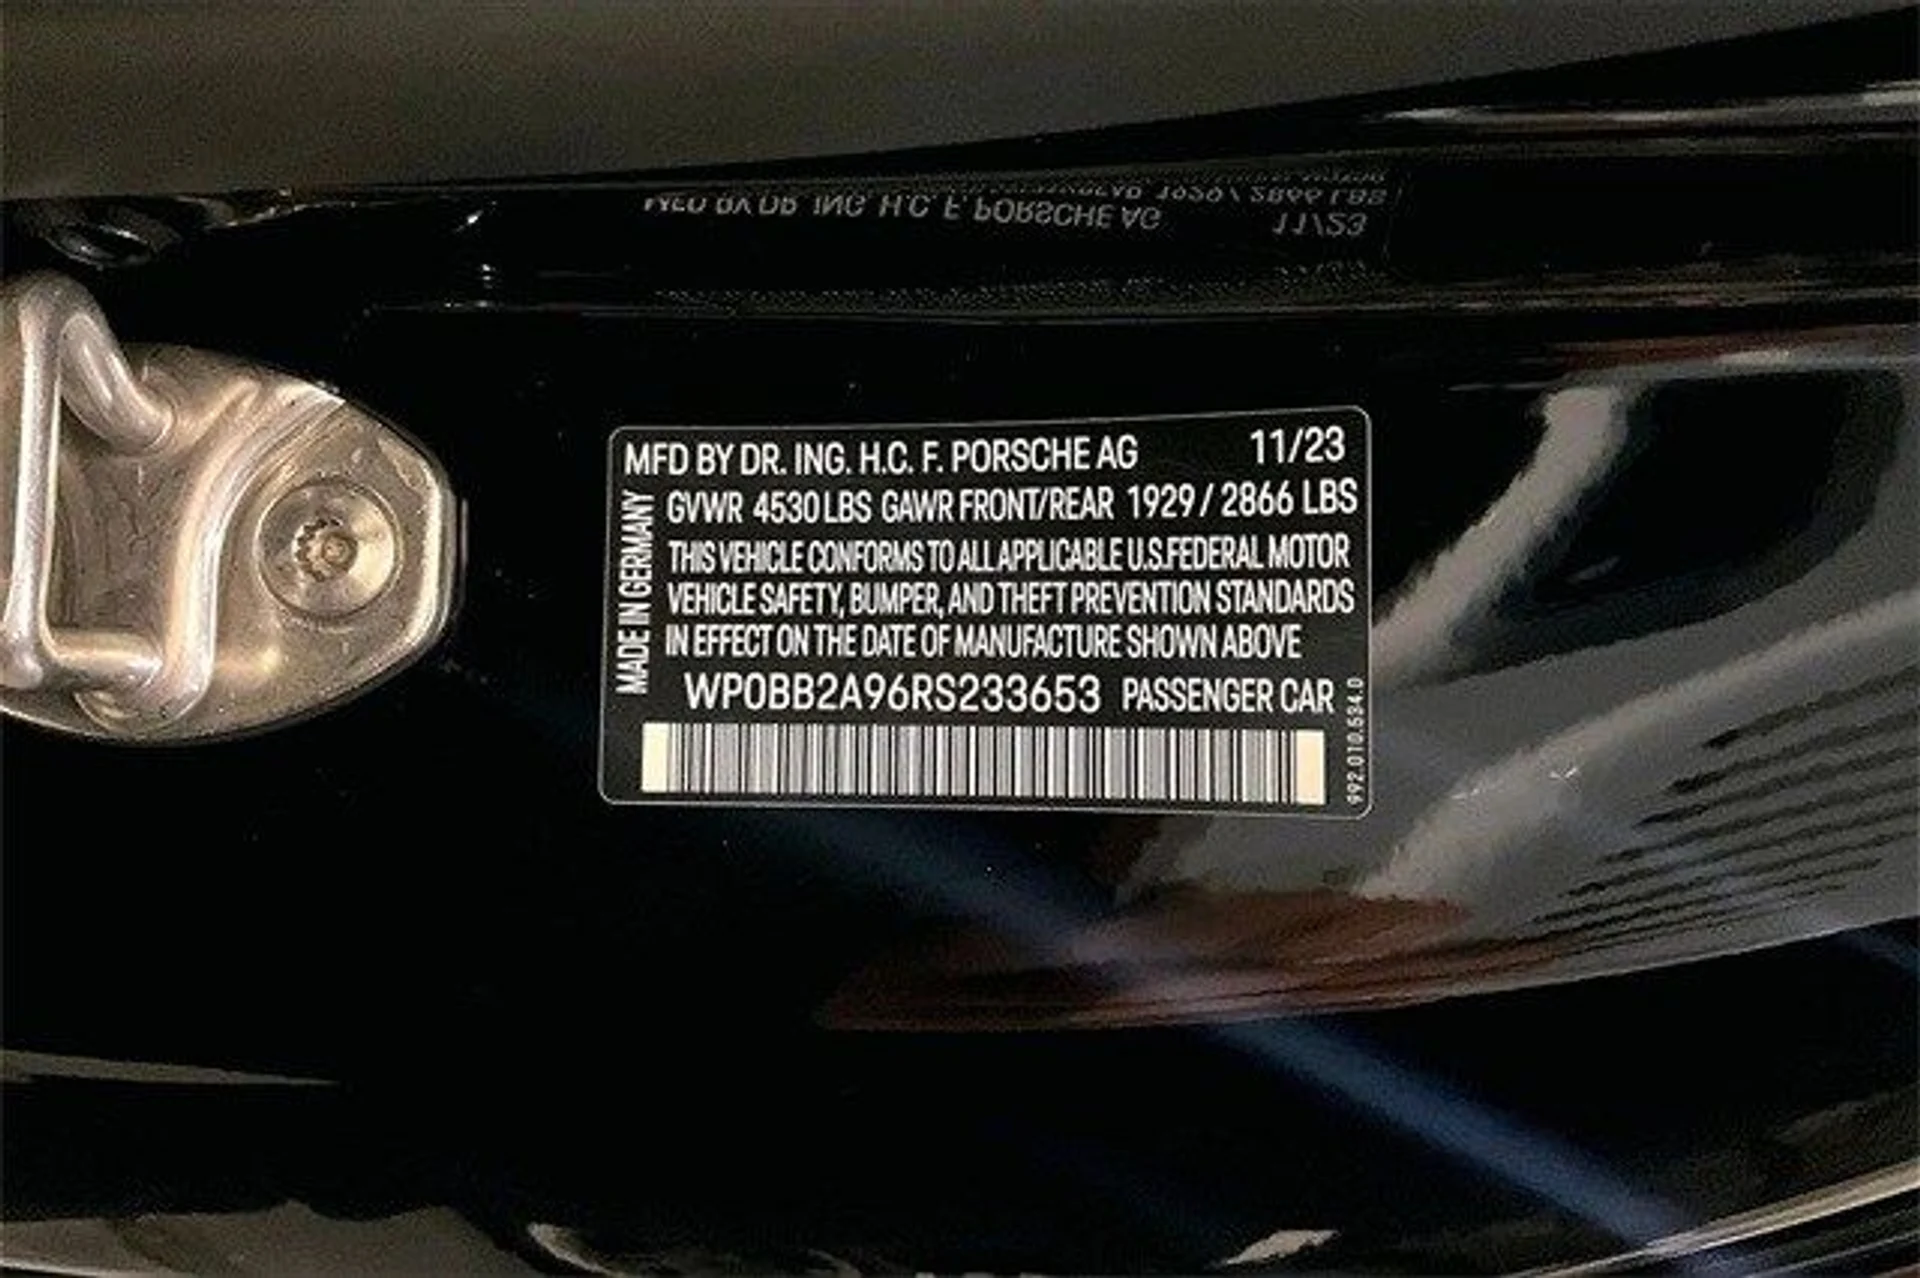 MFD BY DR. ING. H.C. F. PORSCHE AG 11/23
GVWR 4530 LBS GAWR FRONT/REAR 1929 / 2866 LBS
THIS VEHICLE CONFORMS TO ALL APPLICABLE U.S.FEDERAL MOTOR
VEHICLE SAFETY, BUMPER, AND THEFT PREVENTION STANDARDS
IN EFFECT ON THE DATE OF MANUFACTURE SHOWN ABOVE
WP0BB2A96RS233653 PASSENGER CAR
MADE IN GERMANY
992.010.534.0